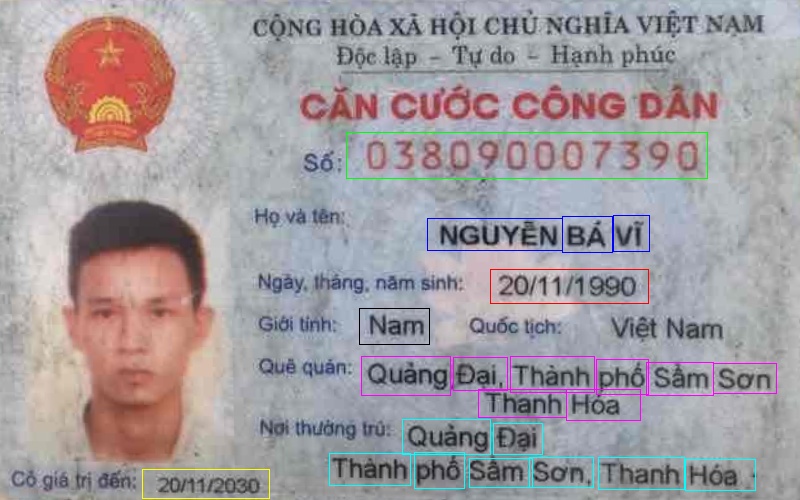 CỘNG HÒA XÃ HỘI CHỦ NGHĨA VIỆT NAM
Độc lập - Tự do - Hạnh phúc
CĂN CƯỚC CÔNG DÂN
Số: 038090007390
Họ và tên: NGUYỄN BÁ VĨ
Ngày, tháng, năm sinh: 20/11/1990
Giới tính: Nam Quốc tịch: Việt Nam
Quê quán: Quảng Đại, Thành phố Sầm Sơn
Thanh Hóa
Nơi thường trú: Quảng Đại
Thành phố Sầm Sơn, Thanh Hóa
Có giá trị đến: 20/11/2030